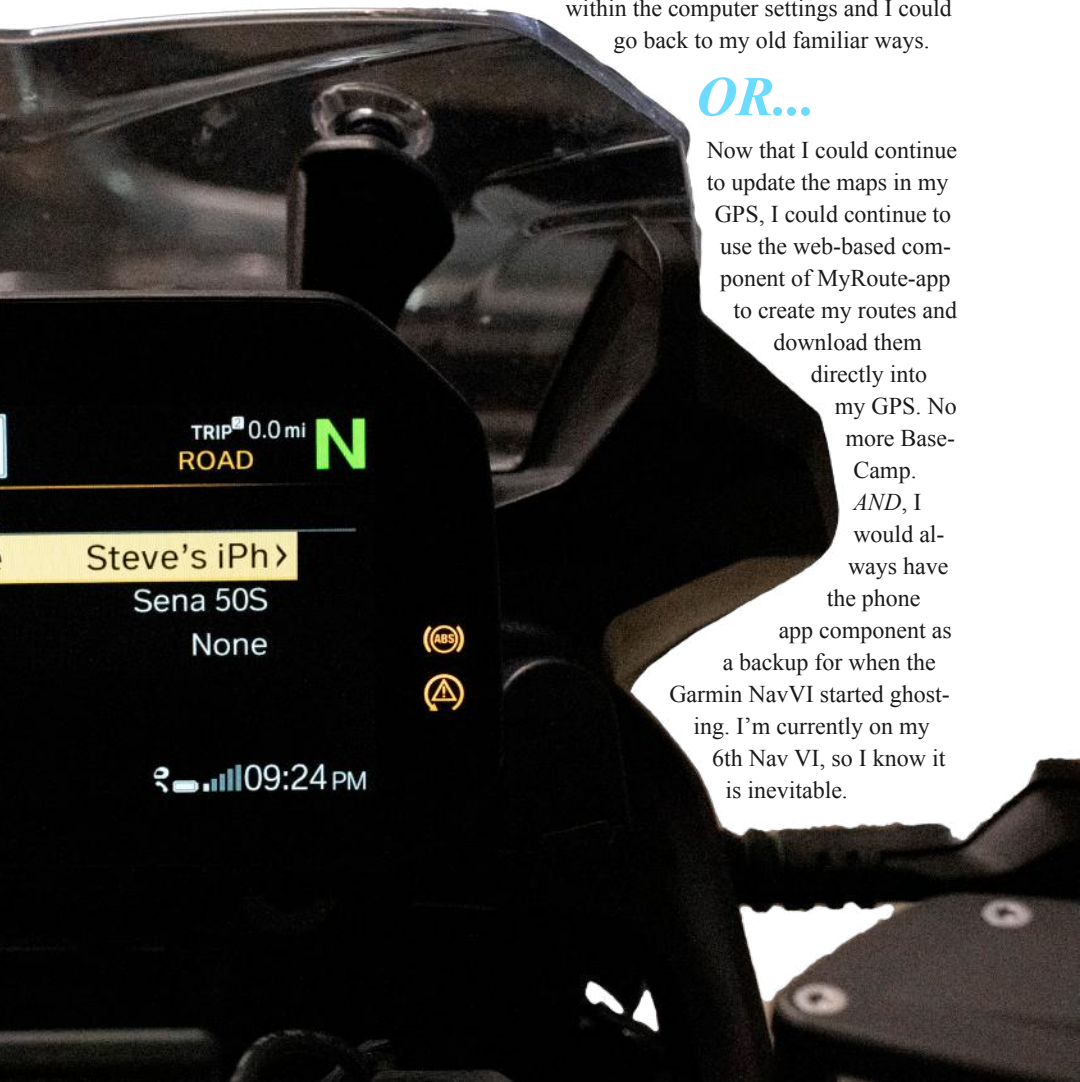 within the computer settings and I could
go back to my old familiar ways.
OR...
Now that I could continue
to update the maps in my
GPS, I could continue to
use the web-based com-
ponent of MyRoute-app
to create my routes and
download them
directly into
my GPS. No
more Base-
Camp.
AND, I
would al-
ways have
the phone
app component as
a backup for when the
Garmin NavVI started ghost-
ing. I'm currently on my
6th Nav VI, so I know it
is inevitable.
TRIP2 0.0 mi N
ROAD
e Steve's iPh>
Sena 50S
None
ABS
09:24 PM